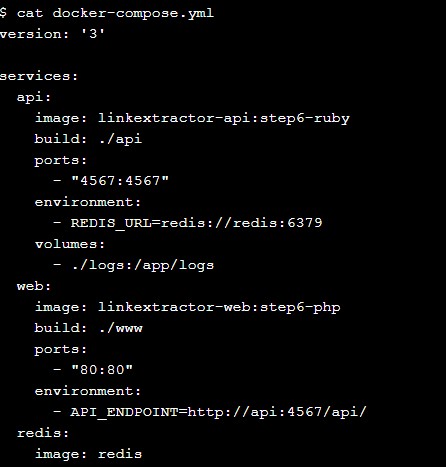 $ cat docker-compose.yml
version: '3'

services:
  api:
    image: linkextractor-api:step6-ruby
    build: ./api
    ports:
      - "4567:4567"
    environment:
      - REDIS_URL=redis://redis:6379
    volumes:
      - ./logs:/app/logs
  web:
    image: linkextractor-web:step6-php
    build: ./www
    ports:
      - "80:80"
    environment:
      - API_ENDPOINT=http://api:4567/api/
  redis:
    image: redis